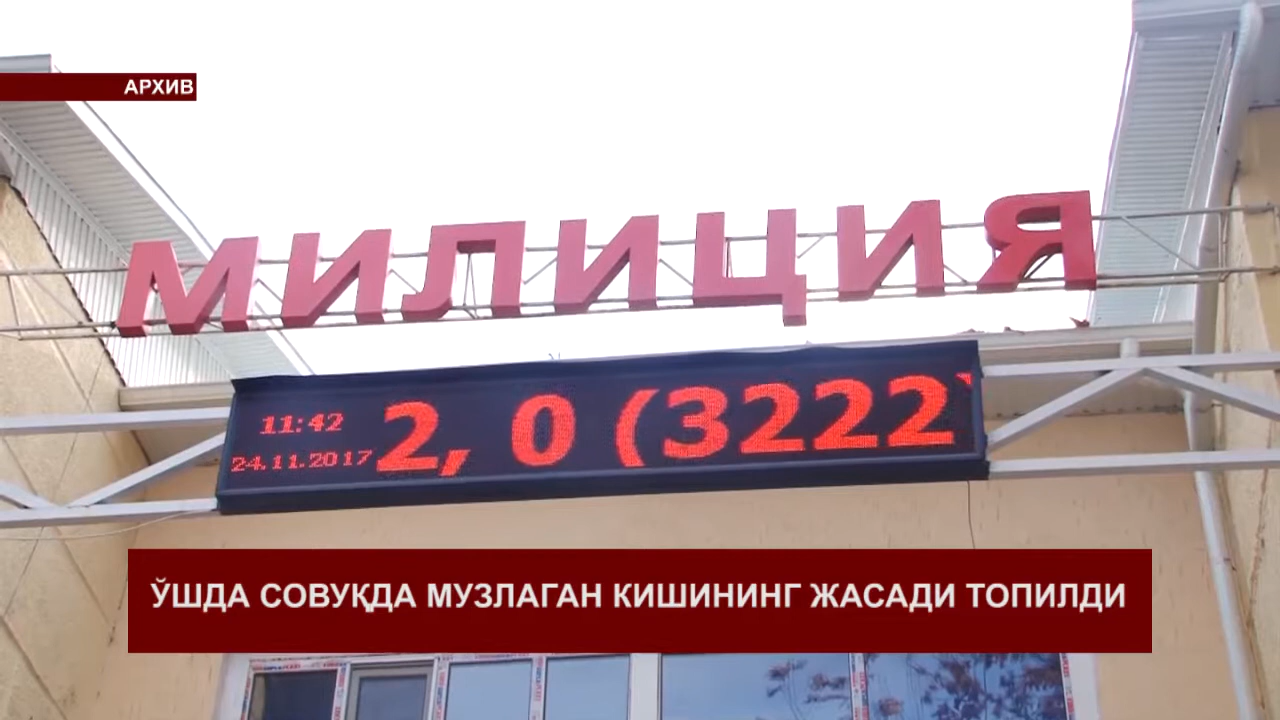 АРХИВ
МИЛИЦИЯ
11:42
2, 0 (3222)
24.11.2017
ЎШДА СОВУҚДА МУЗЛАГАН КИШИНИНГ ЖАСАДИ ТОПИЛДИ